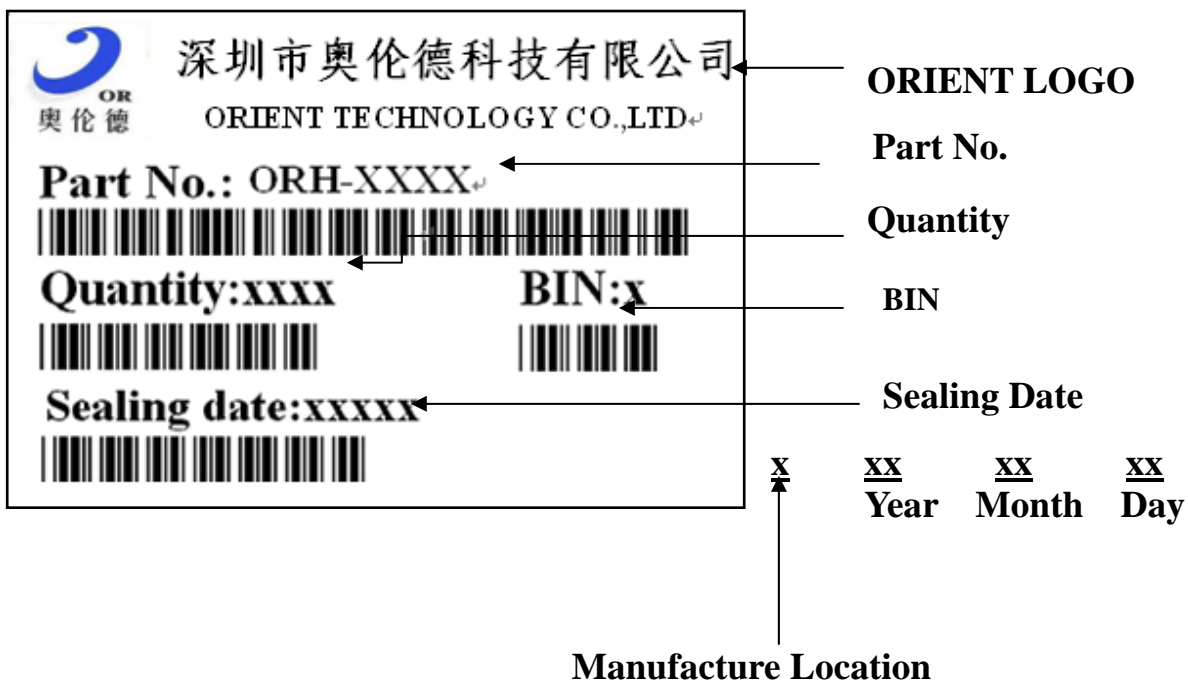 深圳市奥伦德科技有限公司
OR
奥伦德
ORIENT TECHNOLOGY CO.,LTD↵
Part No.: ORH-XXXX↵
Quantity:xxxx
BIN:x
Sealing date:xxxxx
ORIENT LOGO
Part No.
Quantity
BIN
Sealing Date
x xx xx xx
Year Month Day
Manufacture Location